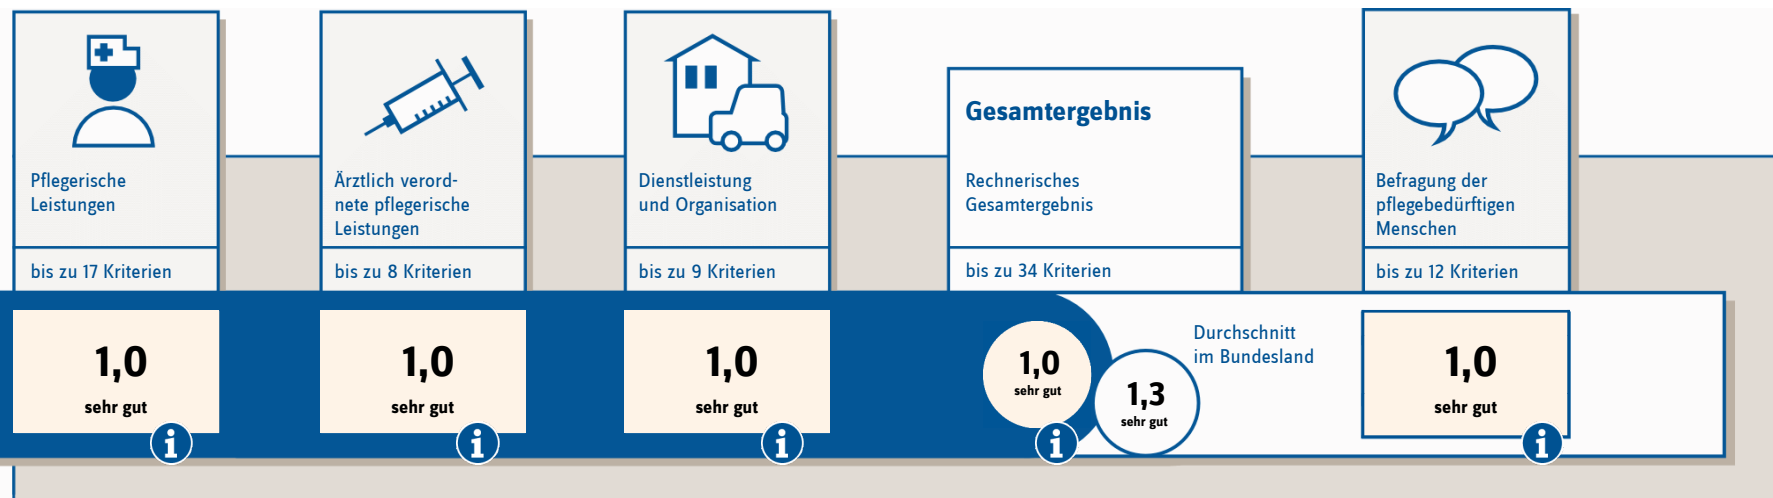 Pflegerische
Leistungen
bis zu 17 Kriterien
1,0
sehr gut
i
Ärztlich verord-
nete pflegerische
Leistungen
bis zu 8 Kriterien
1,0
sehr gut
i
Dienstleistung
und Organisation
bis zu 9 Kriterien
1,0
sehr gut
i
Gesamtergebnis
Rechnerisches
Gesamtergebnis
bis zu 34 Kriterien
1,0
sehr gut
i
1,3
sehr gut
Durchschnitt
im Bundesland
Befragung der
pflegebedürftigen
Menschen
bis zu 12 Kriterien
1,0
sehr gut
i